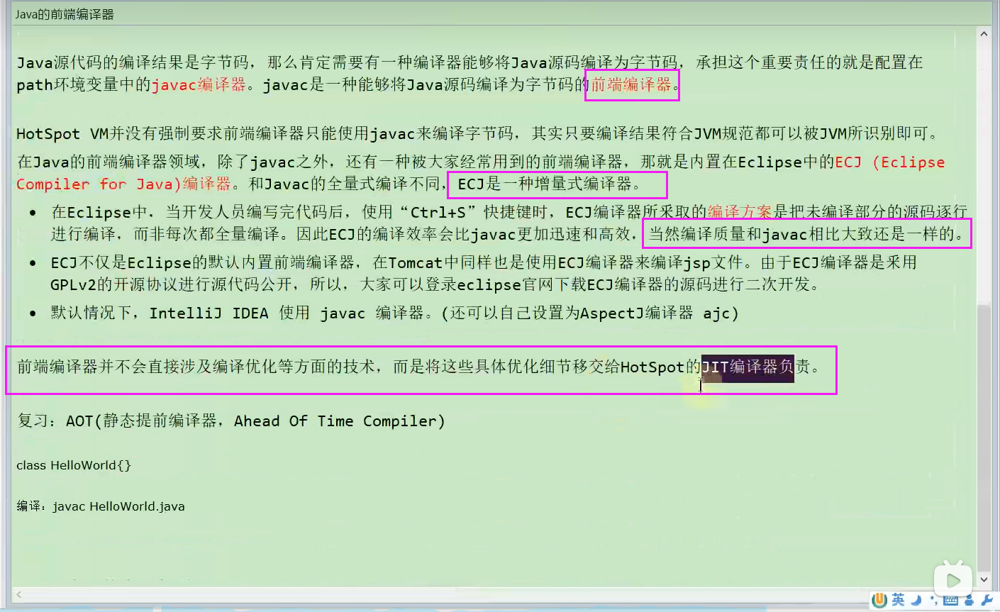 Java的前端编译器
Java源代码的编译结果是字节码，那么肯定需要有一种编译器能够将Java源码编译为字节码，承担这个重要责任的就是配置在
path环境变量中的javac编译器。javac是一种能够将Java源码编译为字节码的前端编译器。
HotSpot VM并没有强制要求前端编译器只能使用javac来编译字节码，其实只要编译结果符合JVM规范都可以被JVM所识别即可。
在Java的前端编译器领域，除了javac之外，还有一种被大家经常用到的前端编译器，那就是内置在Eclipse中的ECJ (Eclipse
Compiler for Java)编译器。和Javac的全量式编译不同，ECJ是一种增量式编译器。
• 在Eclipse中，当开发人员编写完代码后，使用“Ctrl+S”快捷键时，ECJ编译器所采取的编译方案是把未编译部分的源码逐行
进行编译，而非每次都全量编译。因此ECJ的编译效率会比javac更加迅速和高效，当然编译质量和javac相比大致还是一样的。
• ECJ不仅是Eclipse的默认内置前端编译器，在Tomcat中同样也是使用ECJ编译器来编译jsp文件。由于ECJ编译器是采用
GPLv2的开源协议进行源代码公开，所以，大家可以登录eclipse官网下载ECJ编译器的源码进行二次开发。
• 默认情况下，IntelliJ IDEA 使用 javac 编译器。(还可以自己设置为AspectJ编译器 ajc)
前端编译器并不会直接涉及编译优化等方面的技术，而是将这些具体优化细节移交给HotSpot的JIT编译器负责。
复习：AOT(静态提前编译器，Ahead Of Time Compiler)
class HelloWorld{}
编译：javac HelloWorld.java
英